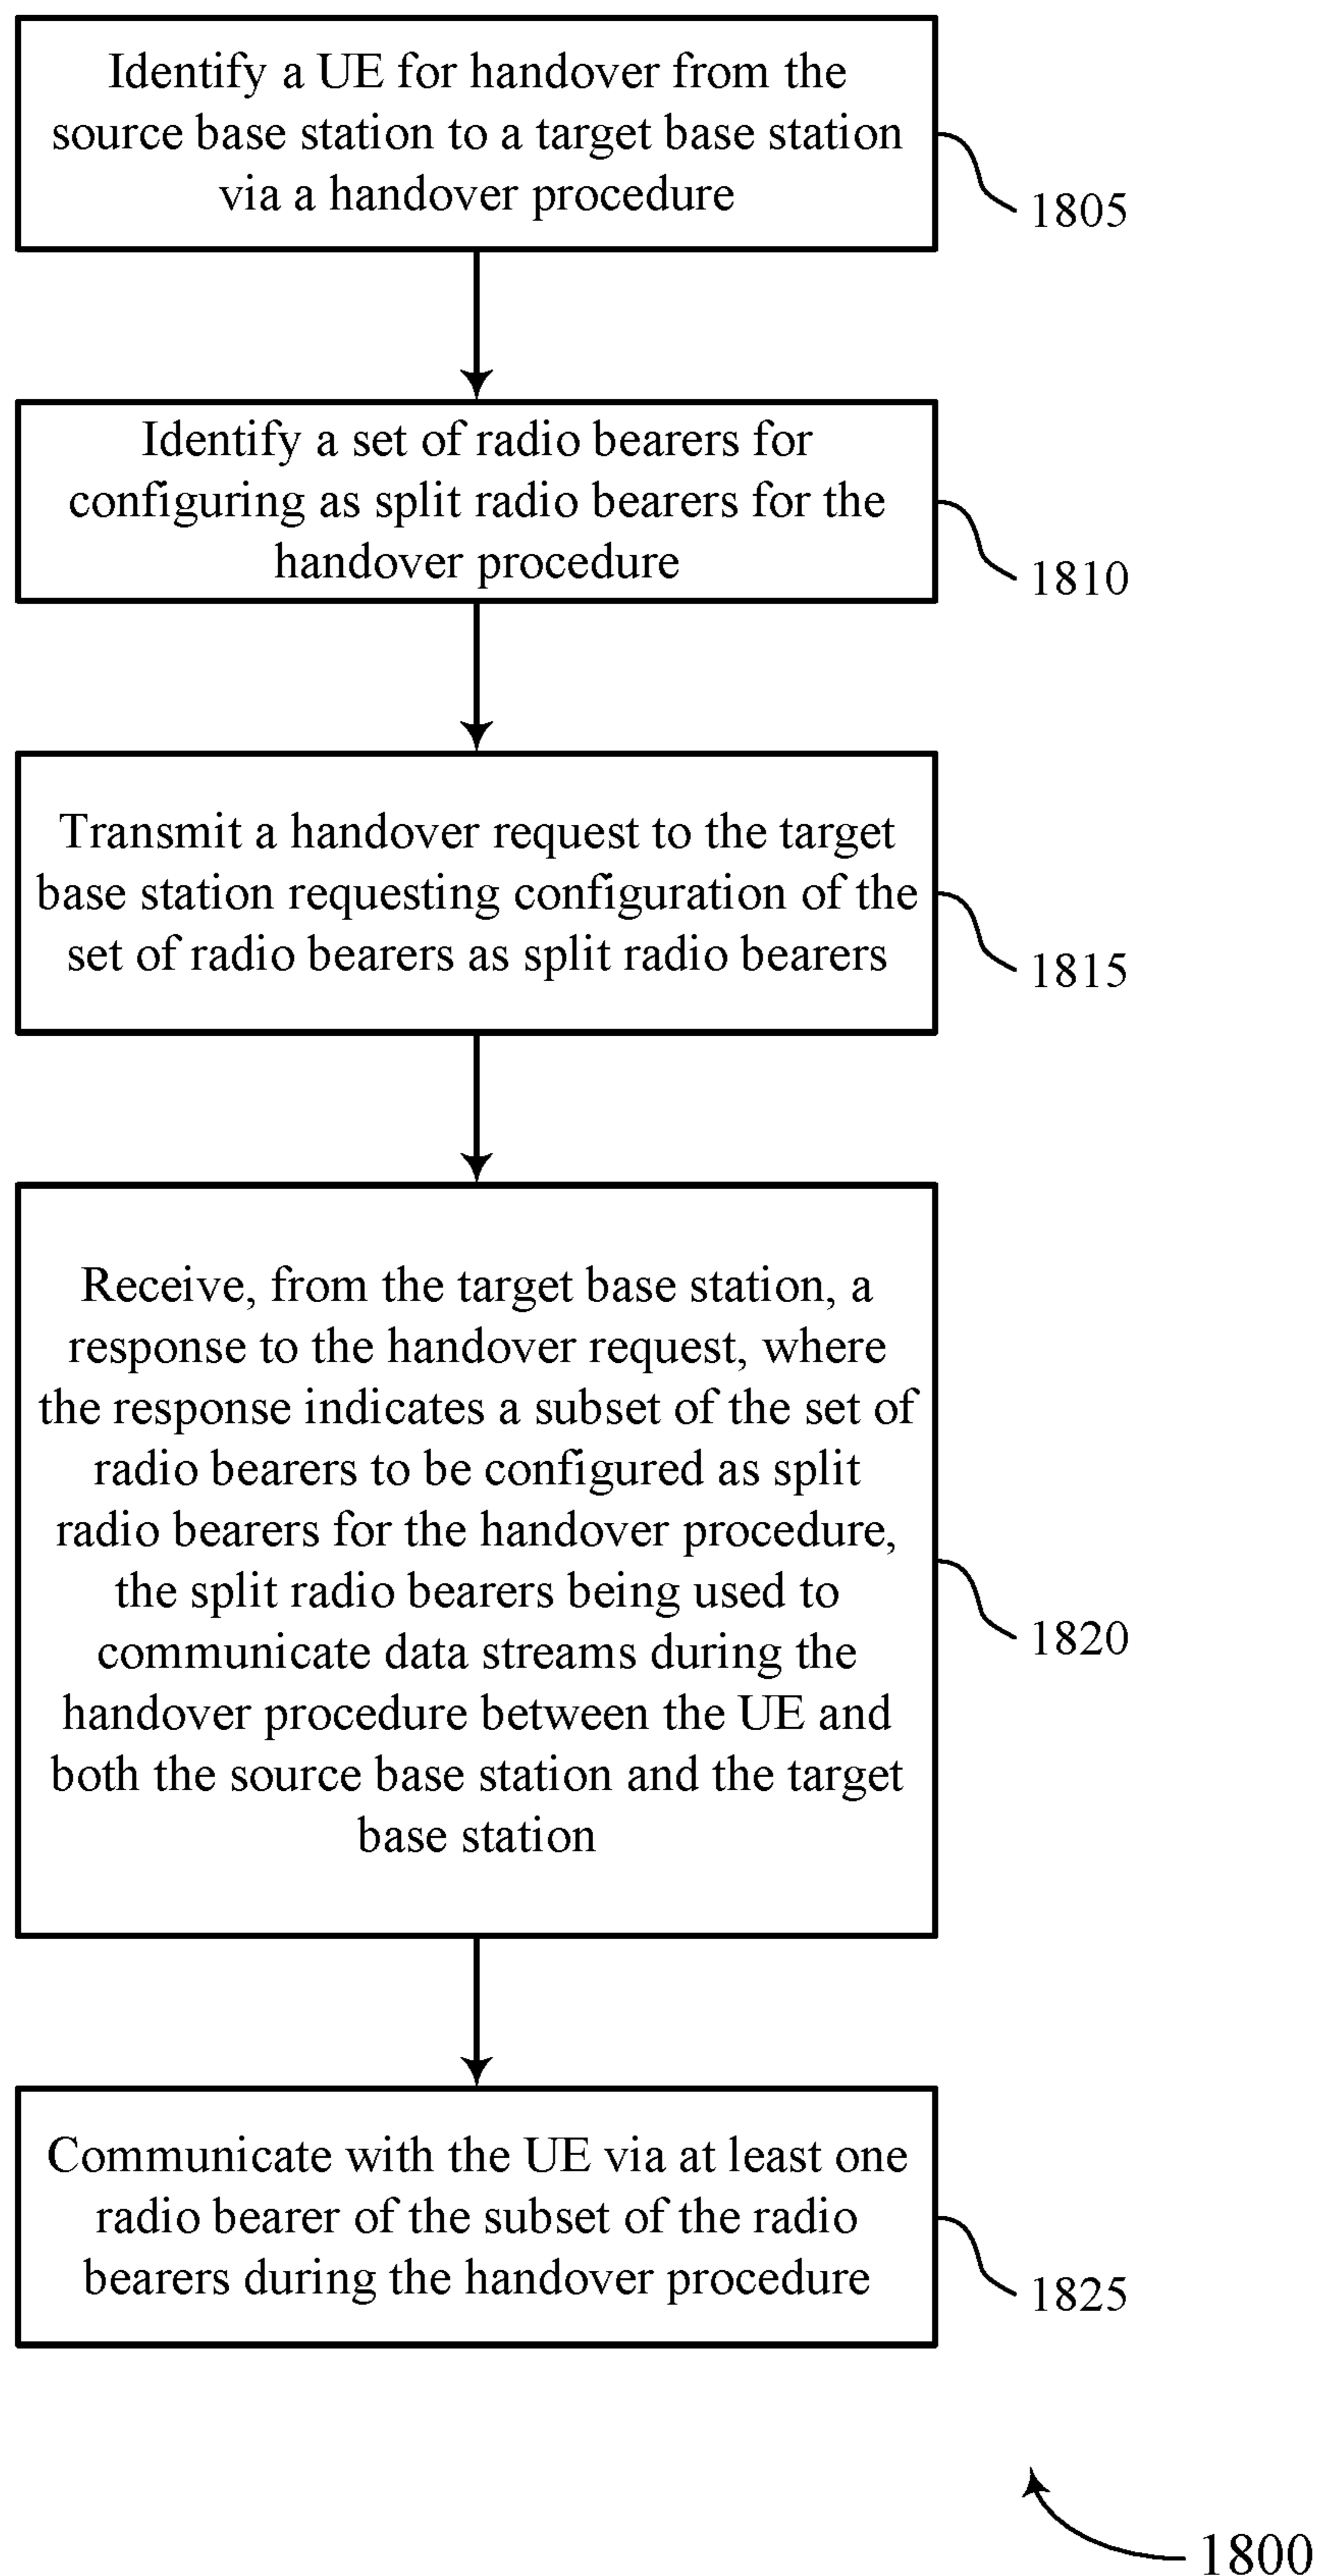 Identify a UE for handover from the
source base station to a target base station
via a handover procedure
1805
Identify a set of radio bearers for
configuring as split radio bearers for the
handover procedure
1810
Transmit a handover request to the target
base station requesting configuration of the
set of radio bearers as split radio bearers
1815
Receive, from the target base station, a
response to the handover request, where
the response indicates a subset of the set of
radio bearers to be configured as split
radio bearers for the handover procedure,
the split radio bearers being used to
communicate data streams during the
handover procedure between the UE and
both the source base station and the target
base station
1820
Communicate with the UE via at least one
radio bearer of the subset of the radio
bearers during the handover procedure
1825
1800